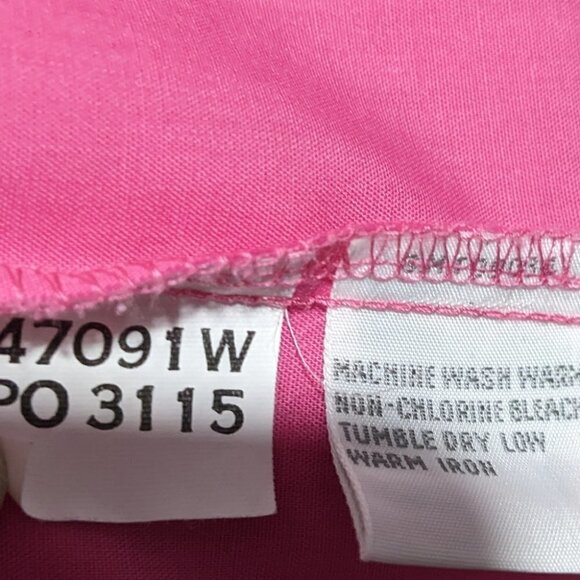 47091W
PO 3115
MACHINE WASH WARM
NON-CHLORINE BLEACH
TUMBLE DRY LOW
WARM IRON